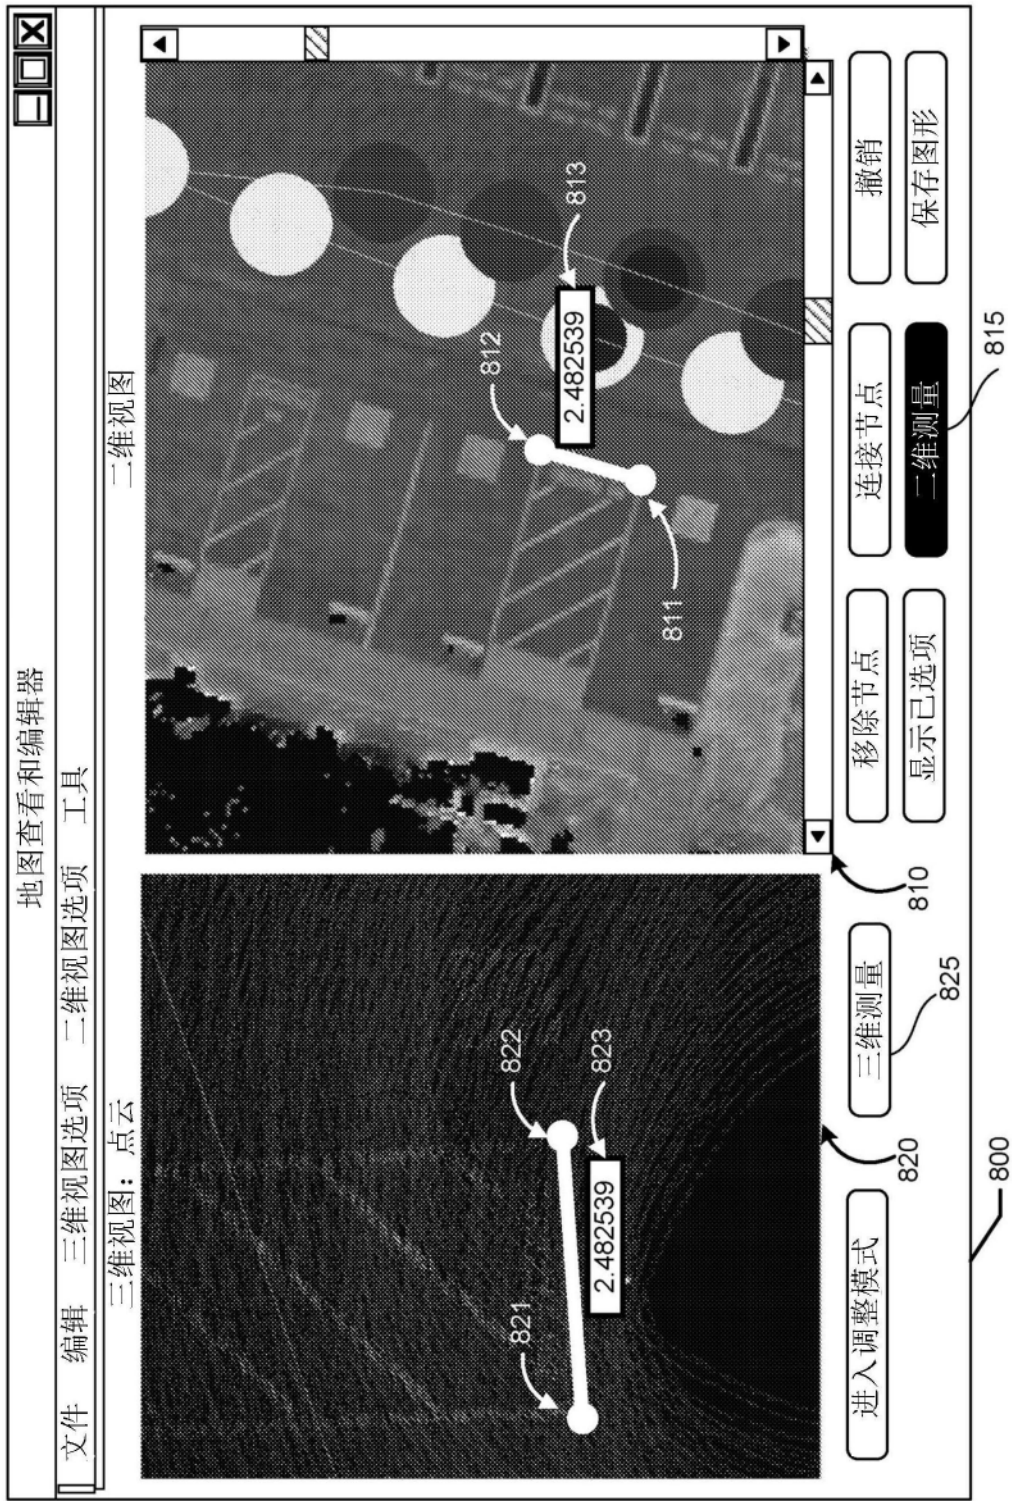 地图查看和编辑器
文件 编辑 三维视图选项 二维视图选项 工具
三维视图：点云
二维视图
821
822
2.482539
823
812
813
2.482539
811
820
810
进入调整模式
三维测量
825
移除节点
连接节点
撤销
显示已选项
二维测量
保存图形
815
800